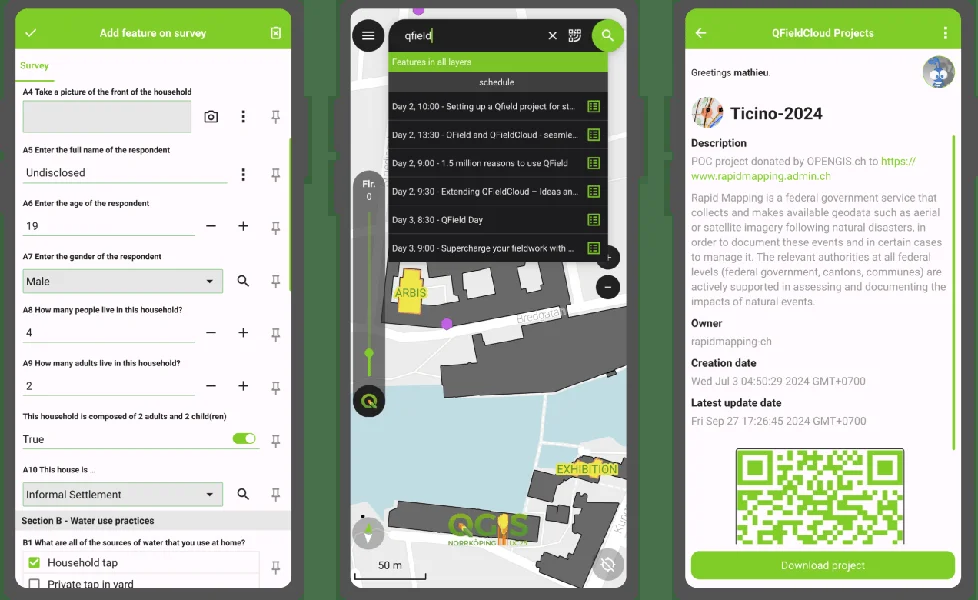 Add feature on survey
Survey
A4 Take a picture of the front of the household
A5 Enter the full name of the respondent
Undisclosed
A6 Enter the age of the respondent
19
A7 Enter the gender of the respondent
Male
A8 How many people live in this household?
4
A9 How many adults live in this household?
2
This household is composed of 2 adults and 2 child(ren)
True
A10 This house is ...
Informal Settlement
Section B - Water use practices
B1 What are all of the sources of water that you use at home?
Household tap
Private tap in yard
qfield
Features in all layers
schedule
Day 2, 10:00 - Setting up a Qfield project for st...
Day 2, 13:30 - QField and QFieldCloud - seamle...
Day 2, 9:00 - 1.5 million reasons to use QField
Day 2, 9:30 - Extending QFieldCloud – Ideas an...
Day 3, 8:30 - QField Day
Day 3, 9:00 - Supercharge your fieldwork with ...
Flr.
0
ARBIS
Bredgatan
EXHIBITION
QGIS
50 m
QFieldCloud Projects
Greetings mathieu.
Ticino-2024
Description
POC project donated by OPENGIS ch to https://
www.rapidmapping.admin.ch
Rapid Mapping is a federal government service that
collects and makes available geodata such as aerial
or satellite imagery following natural disasters, in
order to document these events and in certain cases
to manage it. The relevant authorities at all federal
levels (federal government, cantons, communes) are
actively supported in assessing and documenting the
impacts of natural events.
Owner
rapidmapping-ch
Creation date
Wed Jul 3 04:50:29 2024 GMT+0700
Latest update date
Fri Sep 27 17:26:45 2024 GMT+0700
Download project